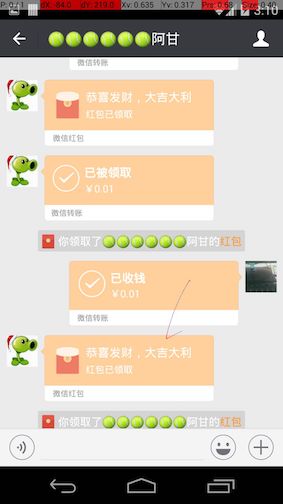 P: 0 / 1 dX: 84.0 dY: 219.0 Xv: 0.635 Yv: 0.317 Prs: 0.58 Size: 0.40
3:10
阿甘
微信转账
恭喜发财，大吉大利
红包已领取
微信红包
已被领取
￥0.01
微信转账
你领取了阿甘的红包
已收钱
￥0.01
微信转账
恭喜发财，大吉大利
红包已领取
微信红包
你领取了阿甘的红包